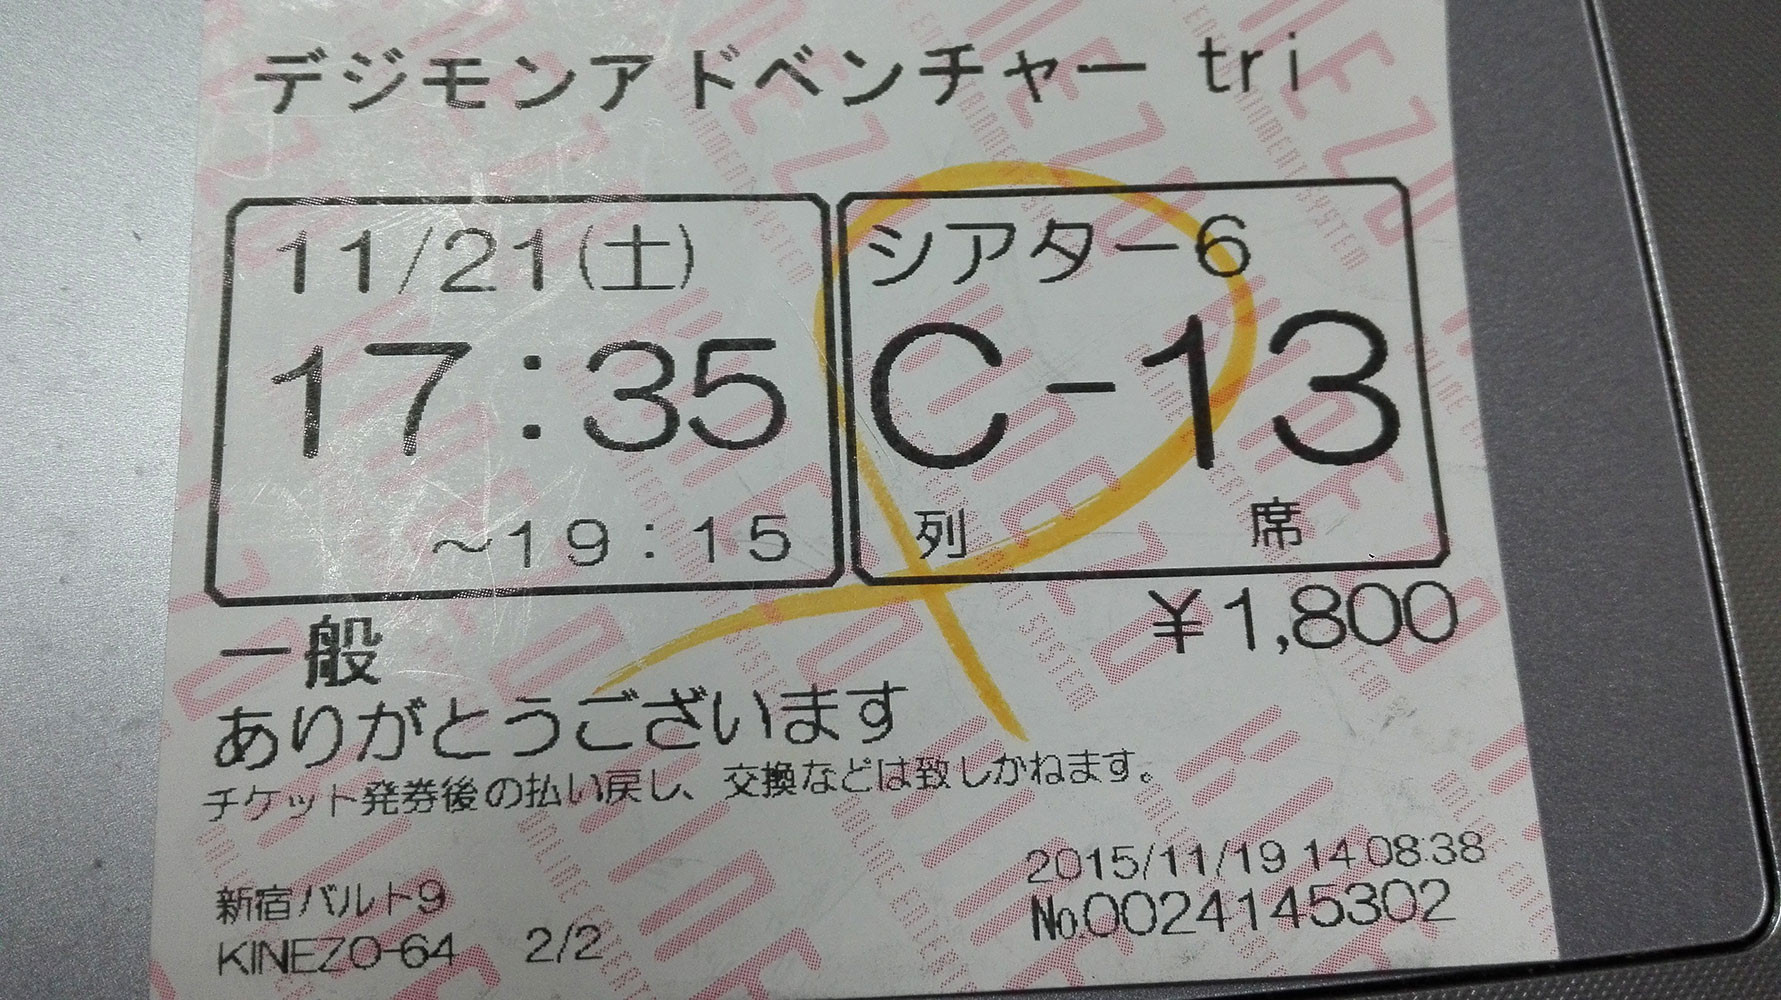 デジモンアドベンチャー tri
11/21(土)
17:35
～19:15
シアター6
C-13
列 席
一般
¥1,800
ありがとうございます
チケット発券後の払い戻し、交換などは致しかねます。
新宿バルト9
KINEZO-64 2/2
2015/11/19 14:08:38
No.0024145302